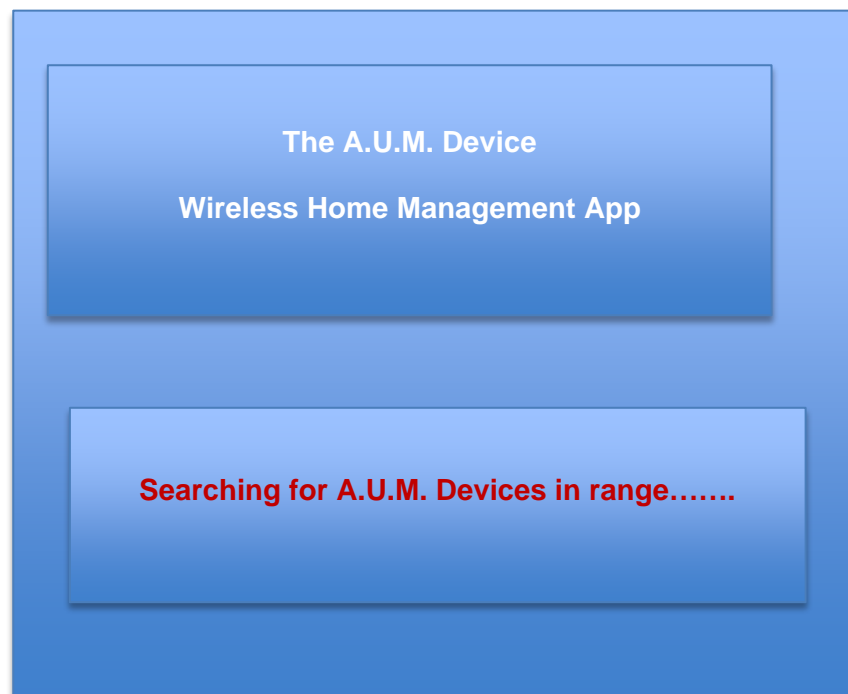 The A.U.M. Device
Wireless Home Management App
Searching for A.U.M. Devices in range…….